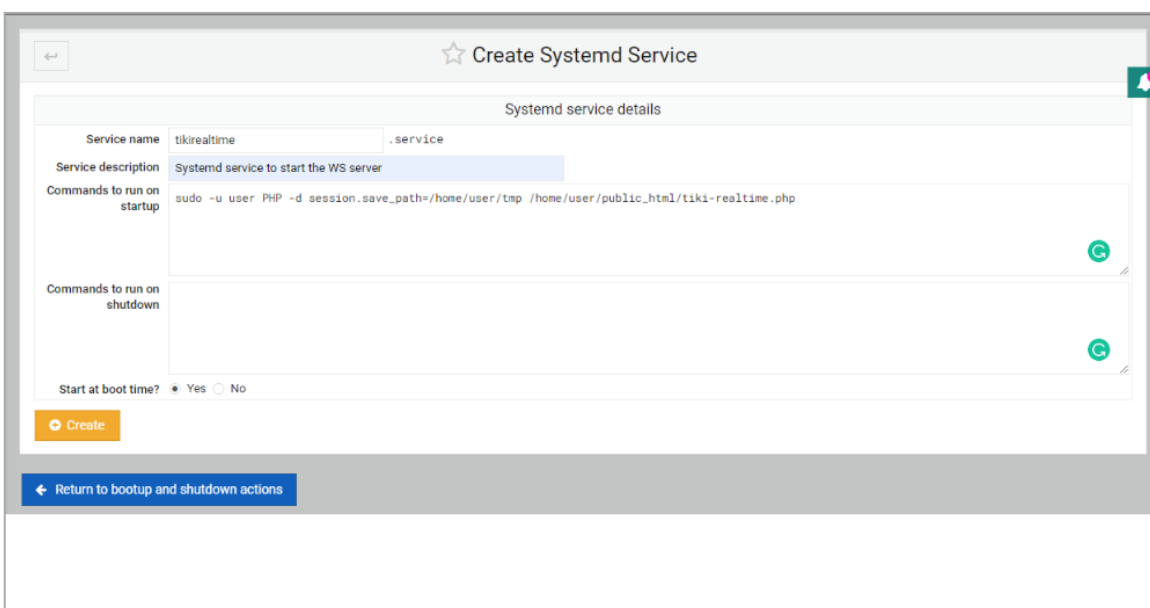 Create Systemd Service
Systemd service details
Service name tikirealtime .service
Service description Systemd service to start the WS server
Commands to run on
startup
sudo -u user PHP -d session.save_path=/home/user/tmp /home/user/public_html/tiki-realtime.php
Commands to run on
shutdown
Start at boot time? Yes No
Create
Return to bootup and shutdown actions